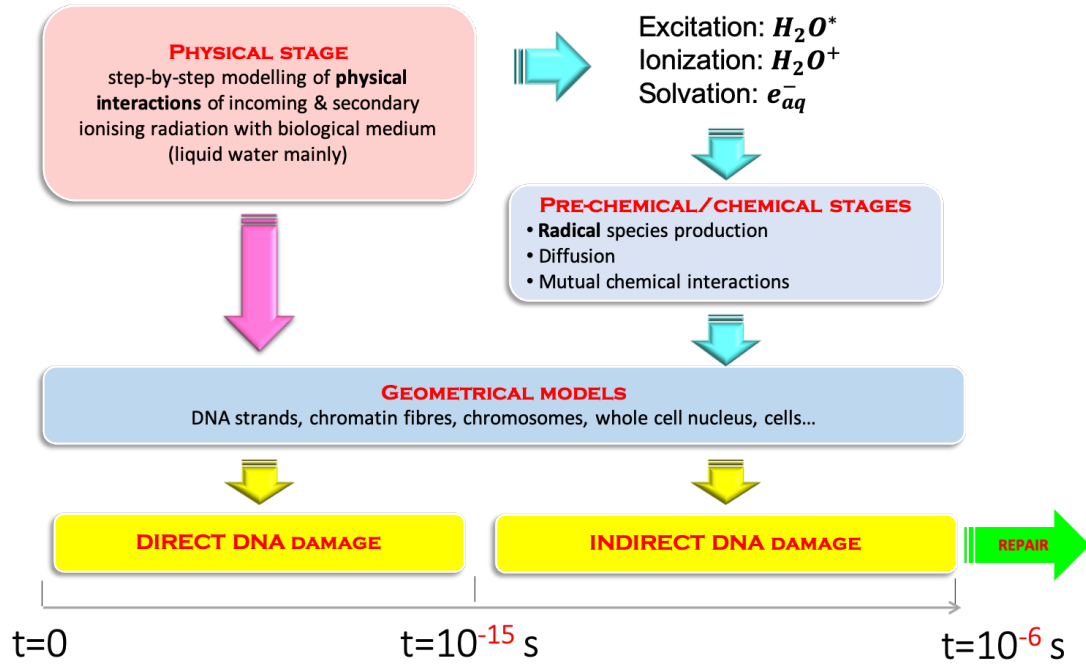 PHYSICAL STAGE
step-by-step modelling of physical
interactions of incoming & secondary
ionising radiation with biological medium
(liquid water mainly)
Excitation: H₂O*
Ionization: H₂O⁺
Solvation: e⁻aq
PRE-CHEMICAL/CHEMICAL STAGES
• Radical species production
• Diffusion
• Mutual chemical interactions
GEOMETRICAL MODELS
DNA strands, chromatin fibres, chromosomes, whole cell nucleus, cells...
DIRECT DNA DAMAGE
INDIRECT DNA DAMAGE
REPAIR
t=0
t=10⁻¹⁵ s
t=10⁻⁶ s